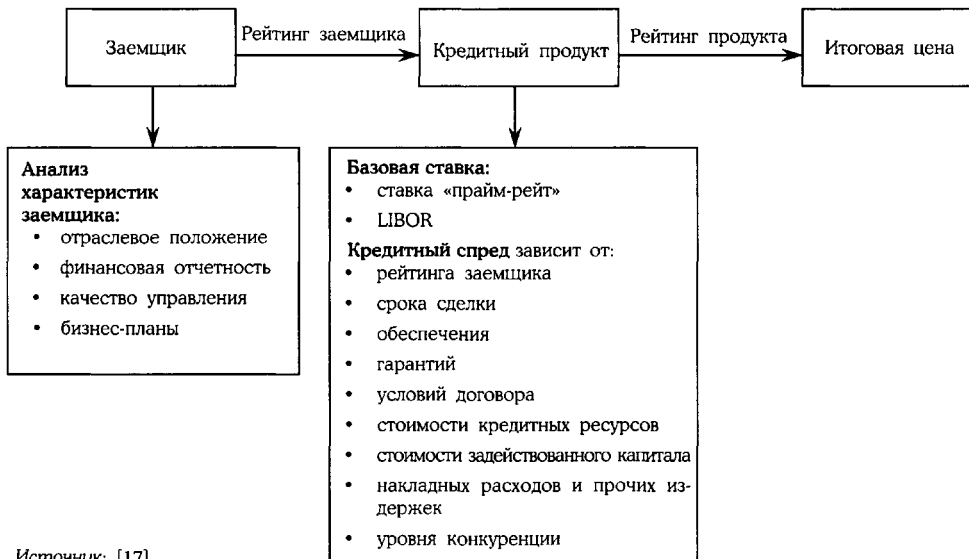 Заемщик
Рейтинг заемщика
Кредитный продукт
Рейтинг продукта
Итоговая цена
Анализ
характеристик
заемщика:
• отраслевое положение
• финансовая отчетность
• качество управления
• бизнес-планы
Базовая ставка:
• ставка «прайм-рейт»
• LIBOR
Кредитный спред зависит от:
• рейтинга заемщика
• срока сделки
• обеспечения
• гарантий
• условий договора
• стоимости кредитных ресурсов
• стоимости задействованного капитала
• накладных расходов и прочих из-
держек
• уровня конкуренции
Источник: [17]